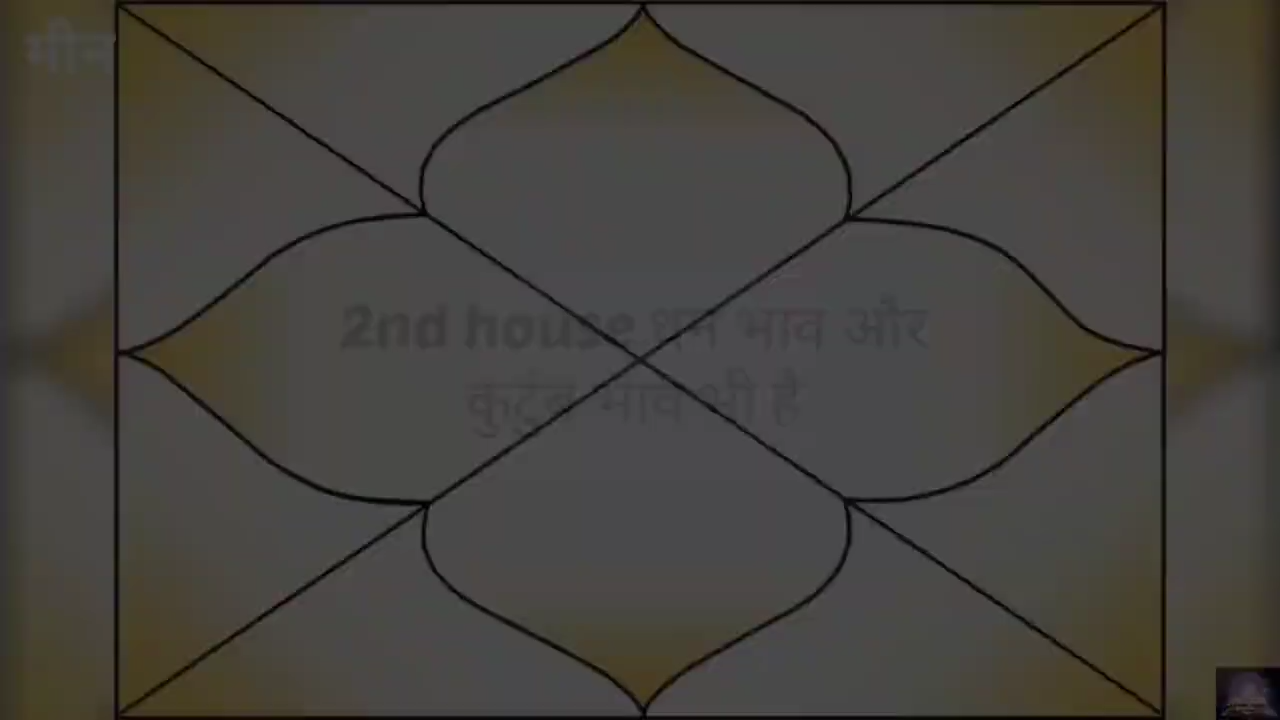 मीन
2nd house धन भाव और
कुटुंब भाव भी है